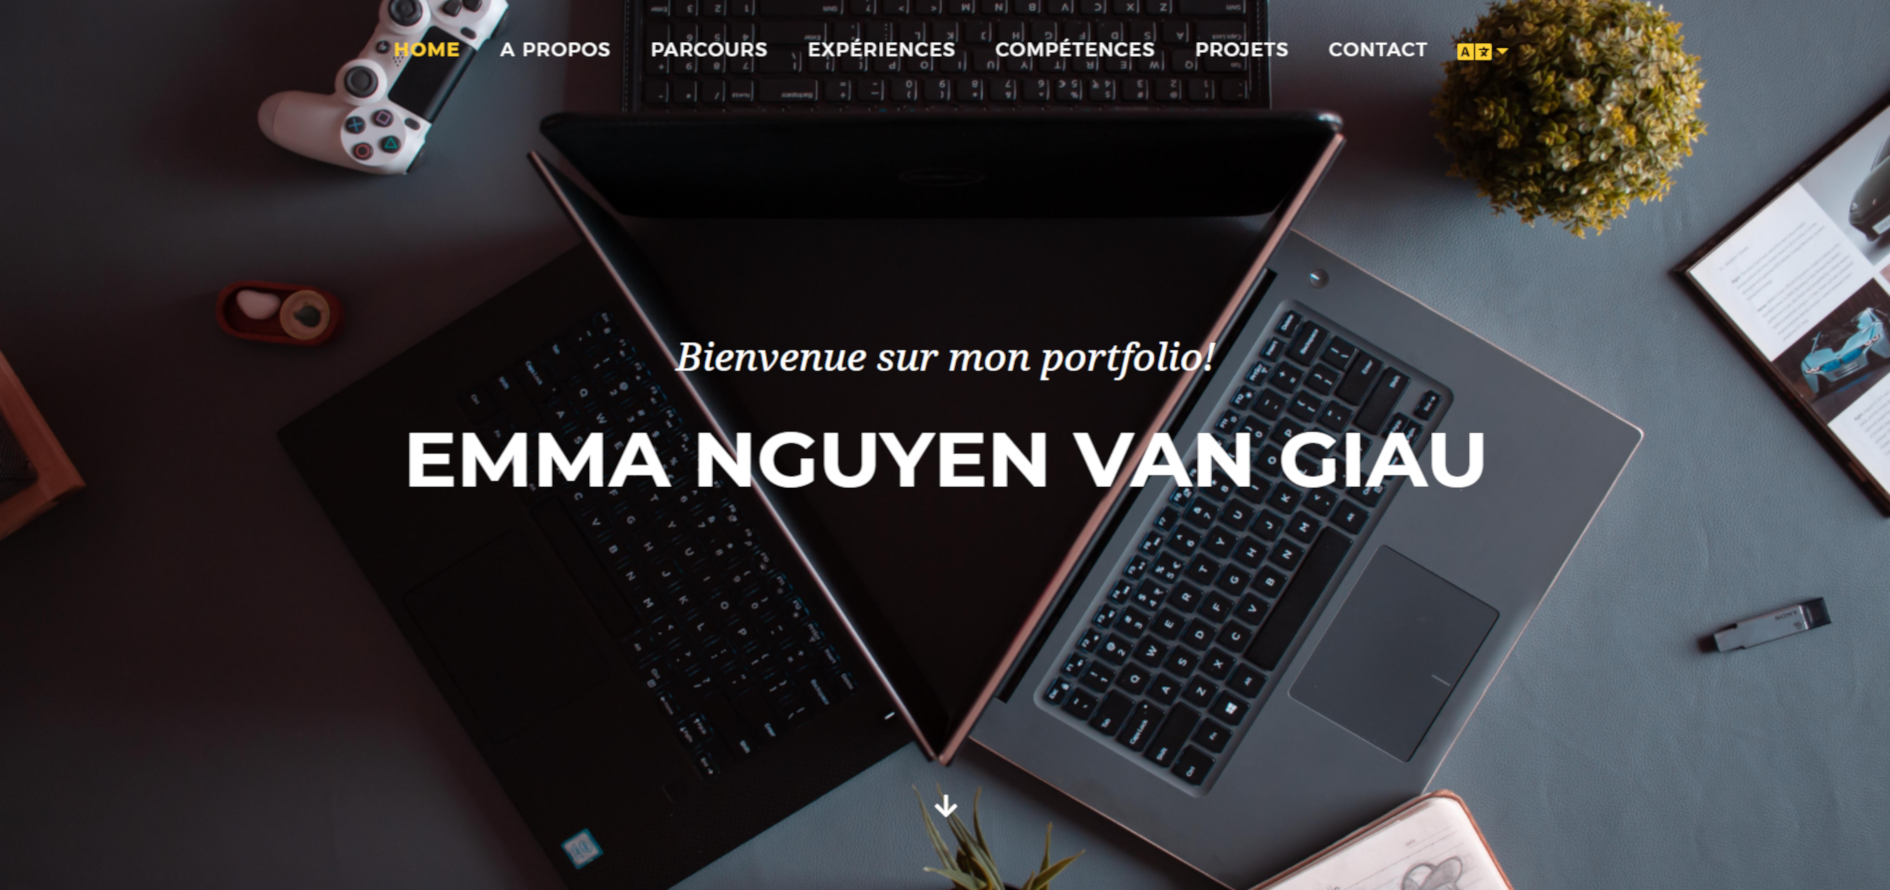 HOME A PROPOS PARCOURS EXPÉRIENCES COMPÉTENCES PROJETS CONTACT
Bienvenue sur mon portfolio!
EMMA NGUYEN VAN GIAU